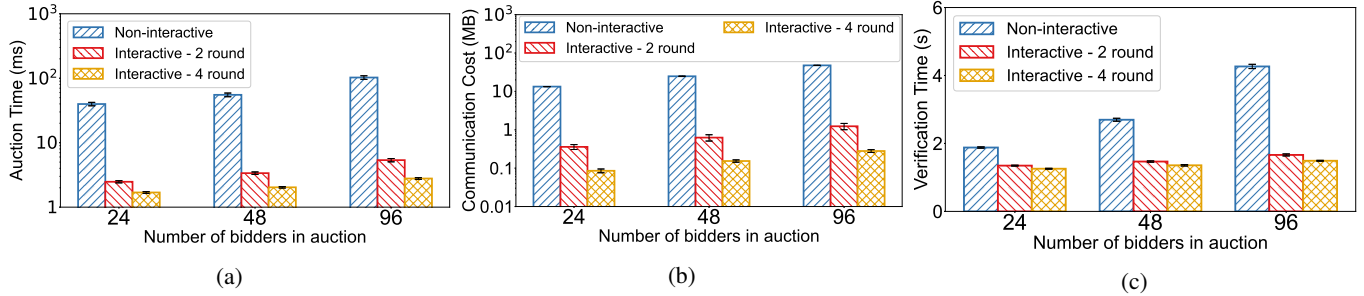 Auction Time (ms)
10³
10²
10
1
Non-interactive
Interactive - 2 round
Interactive - 4 round
24 48 96
Number of bidders in auction
(a)
Communication Cost (MB)
10³
10²
10
1
0.1
0.01
Non-interactive Interactive - 4 round
Interactive - 2 round
24 48 96
Number of bidders in auction
(b)
Verification Time (s)
6
4
2
0
Non-interactive
Interactive - 2 round
Interactive - 4 round
24 48 96
Number of bidders in auction
(c)